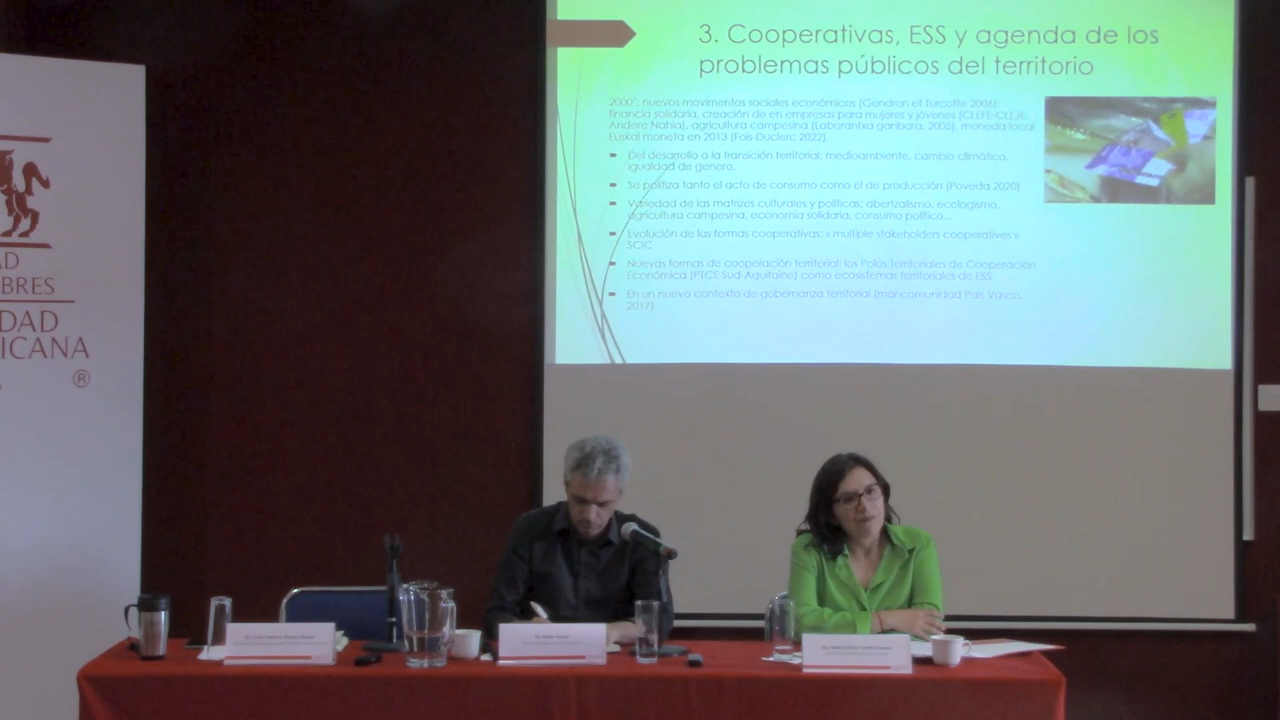 3. Cooperativas, ESS y agenda de los
problemas públicos del territorio
2000': nuevos movimentos sociales económicos (Gendron et Turcotte 2006):
financia solidaria, creación de en empresas para mujeres y jóvenes (CLEFE-CLEJE,
Andere Nahia), agricultura campesina (Laborantxa ganbara, 2005), moneda local
Euskal moneta en 2013 (Fois-Duclerc 2022)
Del desarrollo a la transición territorial: medioambiente, cambio climático,
igualdad de genero,
Se politiza tanto el acto de consumo como el de producción (Poveda 2020)
Variedad de las matrizes culturales y políticas: abertzalismo, ecologismo,
agricultura campesina, economia solidaria, consumo político...
Evolución de las formas cooperativas: « multiple stakeholders cooperatives »
SCIC
Nuevas formas de cooperación territorial: los Polos Territoriales de Cooperación
Económica (PTCE Sud-Aquitaine) como ecosistemas territoriales de ESS
En un nuevo contexto de gobernanza territorial (mancomunidad Pais Vasco,
2017)
AD
BRES
DAD
ICANA
®